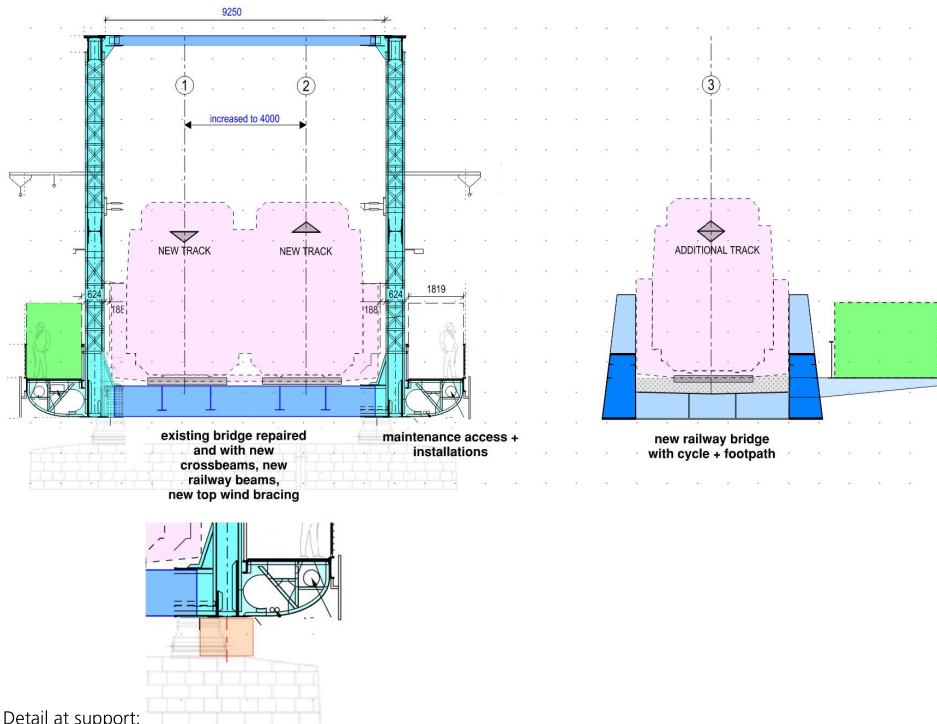 9250
1
2
3
increased to 4000
NEW TRACK
NEW TRACK
ADDITIONAL TRACK
624
624
1819
188
188
existing bridge repaired
and with new
crossbeams, new
railway beams,
new top wind bracing
maintenance access +
installations
new railway bridge
with cycle + footpath
Detail at support: